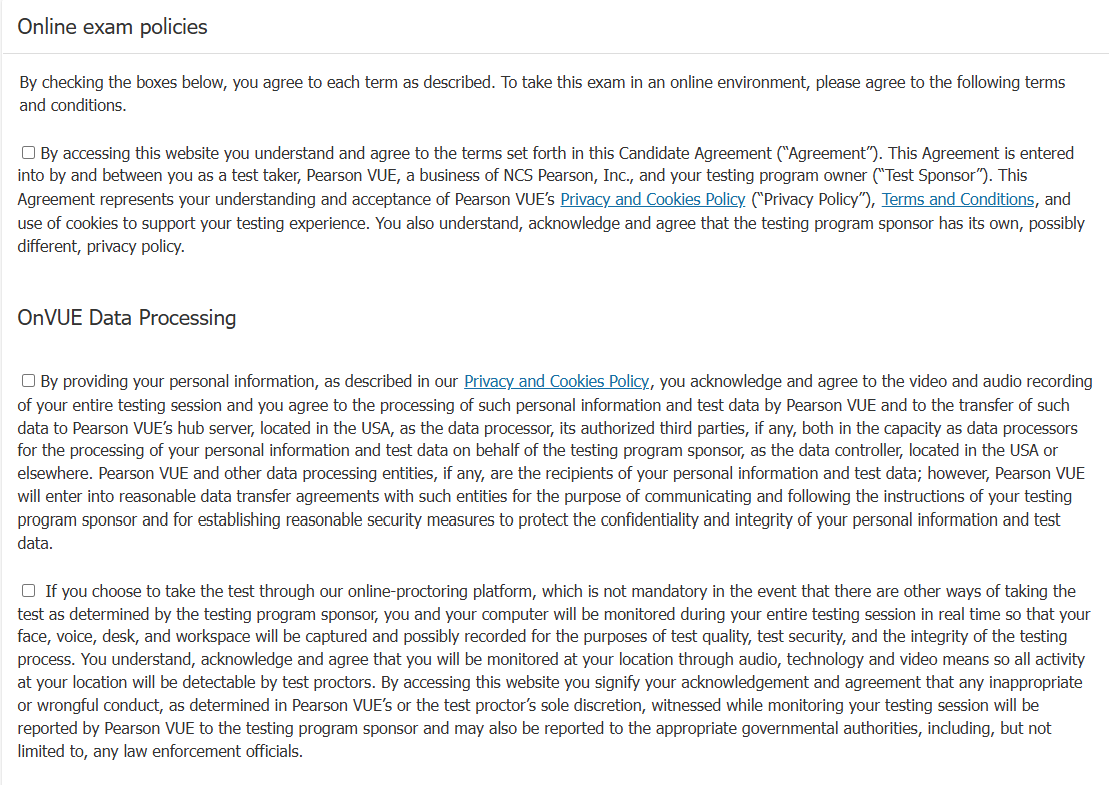 Online exam policies
By checking the boxes below, you agree to each term as described. To take this exam in an online environment, please agree to the following terms
and conditions.
By accessing this website you understand and agree to the terms set forth in this Candidate Agreement (“Agreement”). This Agreement is entered
into by and between you as a test taker, Pearson VUE, a business of NCS Pearson, Inc., and your testing program owner (“Test Sponsor”). This
Agreement represents your understanding and acceptance of Pearson VUE’s Privacy and Cookies Policy (“Privacy Policy”), Terms and Conditions, and
use of cookies to support your testing experience. You also understand, acknowledge and agree that the testing program sponsor has its own, possibly
different, privacy policy.
OnVUE Data Processing
By providing your personal information, as described in our Privacy and Cookies Policy, you acknowledge and agree to the video and audio recording
of your entire testing session and you agree to the processing of such personal information and test data by Pearson VUE and to the transfer of such
data to Pearson VUE’s hub server, located in the USA, as the data processor, its authorized third parties, if any, both in the capacity as data processors
for the processing of your personal information and test data on behalf of the testing program sponsor, as the data controller, located in the USA or
elsewhere. Pearson VUE and other data processing entities, if any, are the recipients of your personal information and test data; however, Pearson VUE
will enter into reasonable data transfer agreements with such entities for the purpose of communicating and following the instructions of your testing
program sponsor and for establishing reasonable security measures to protect the confidentiality and integrity of your personal information and test
data.
If you choose to take the test through our online-proctoring platform, which is not mandatory in the event that there are other ways of taking the
test as determined by the testing program sponsor, you and your computer will be monitored during your entire testing session in real time so that your
face, voice, desk, and workspace will be captured and possibly recorded for the purposes of test quality, test security, and the integrity of the testing
process. You understand, acknowledge and agree that you will be monitored at your location through audio, technology and video means so all activity
at your location will be detectable by test proctors. By accessing this website you signify your acknowledgement and agreement that any inappropriate
or wrongful conduct, as determined in Pearson VUE’s or the test proctor’s sole discretion, witnessed while monitoring your testing session will be
reported by Pearson VUE to the testing program sponsor and may also be reported to the appropriate governmental authorities, including, but not
limited to, any law enforcement officials.